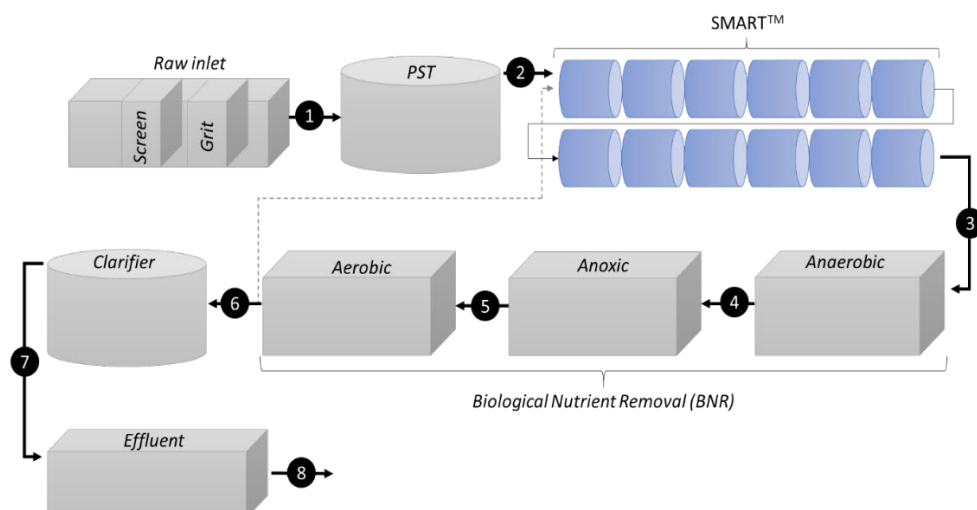 SMART™
Raw inlet
Screen
Grit
1
PST
2
3
Clarifier
Aerobic
Anoxic
Anaerobic
6
5
4
7
Biological Nutrient Removal (BNR)
Effluent
8